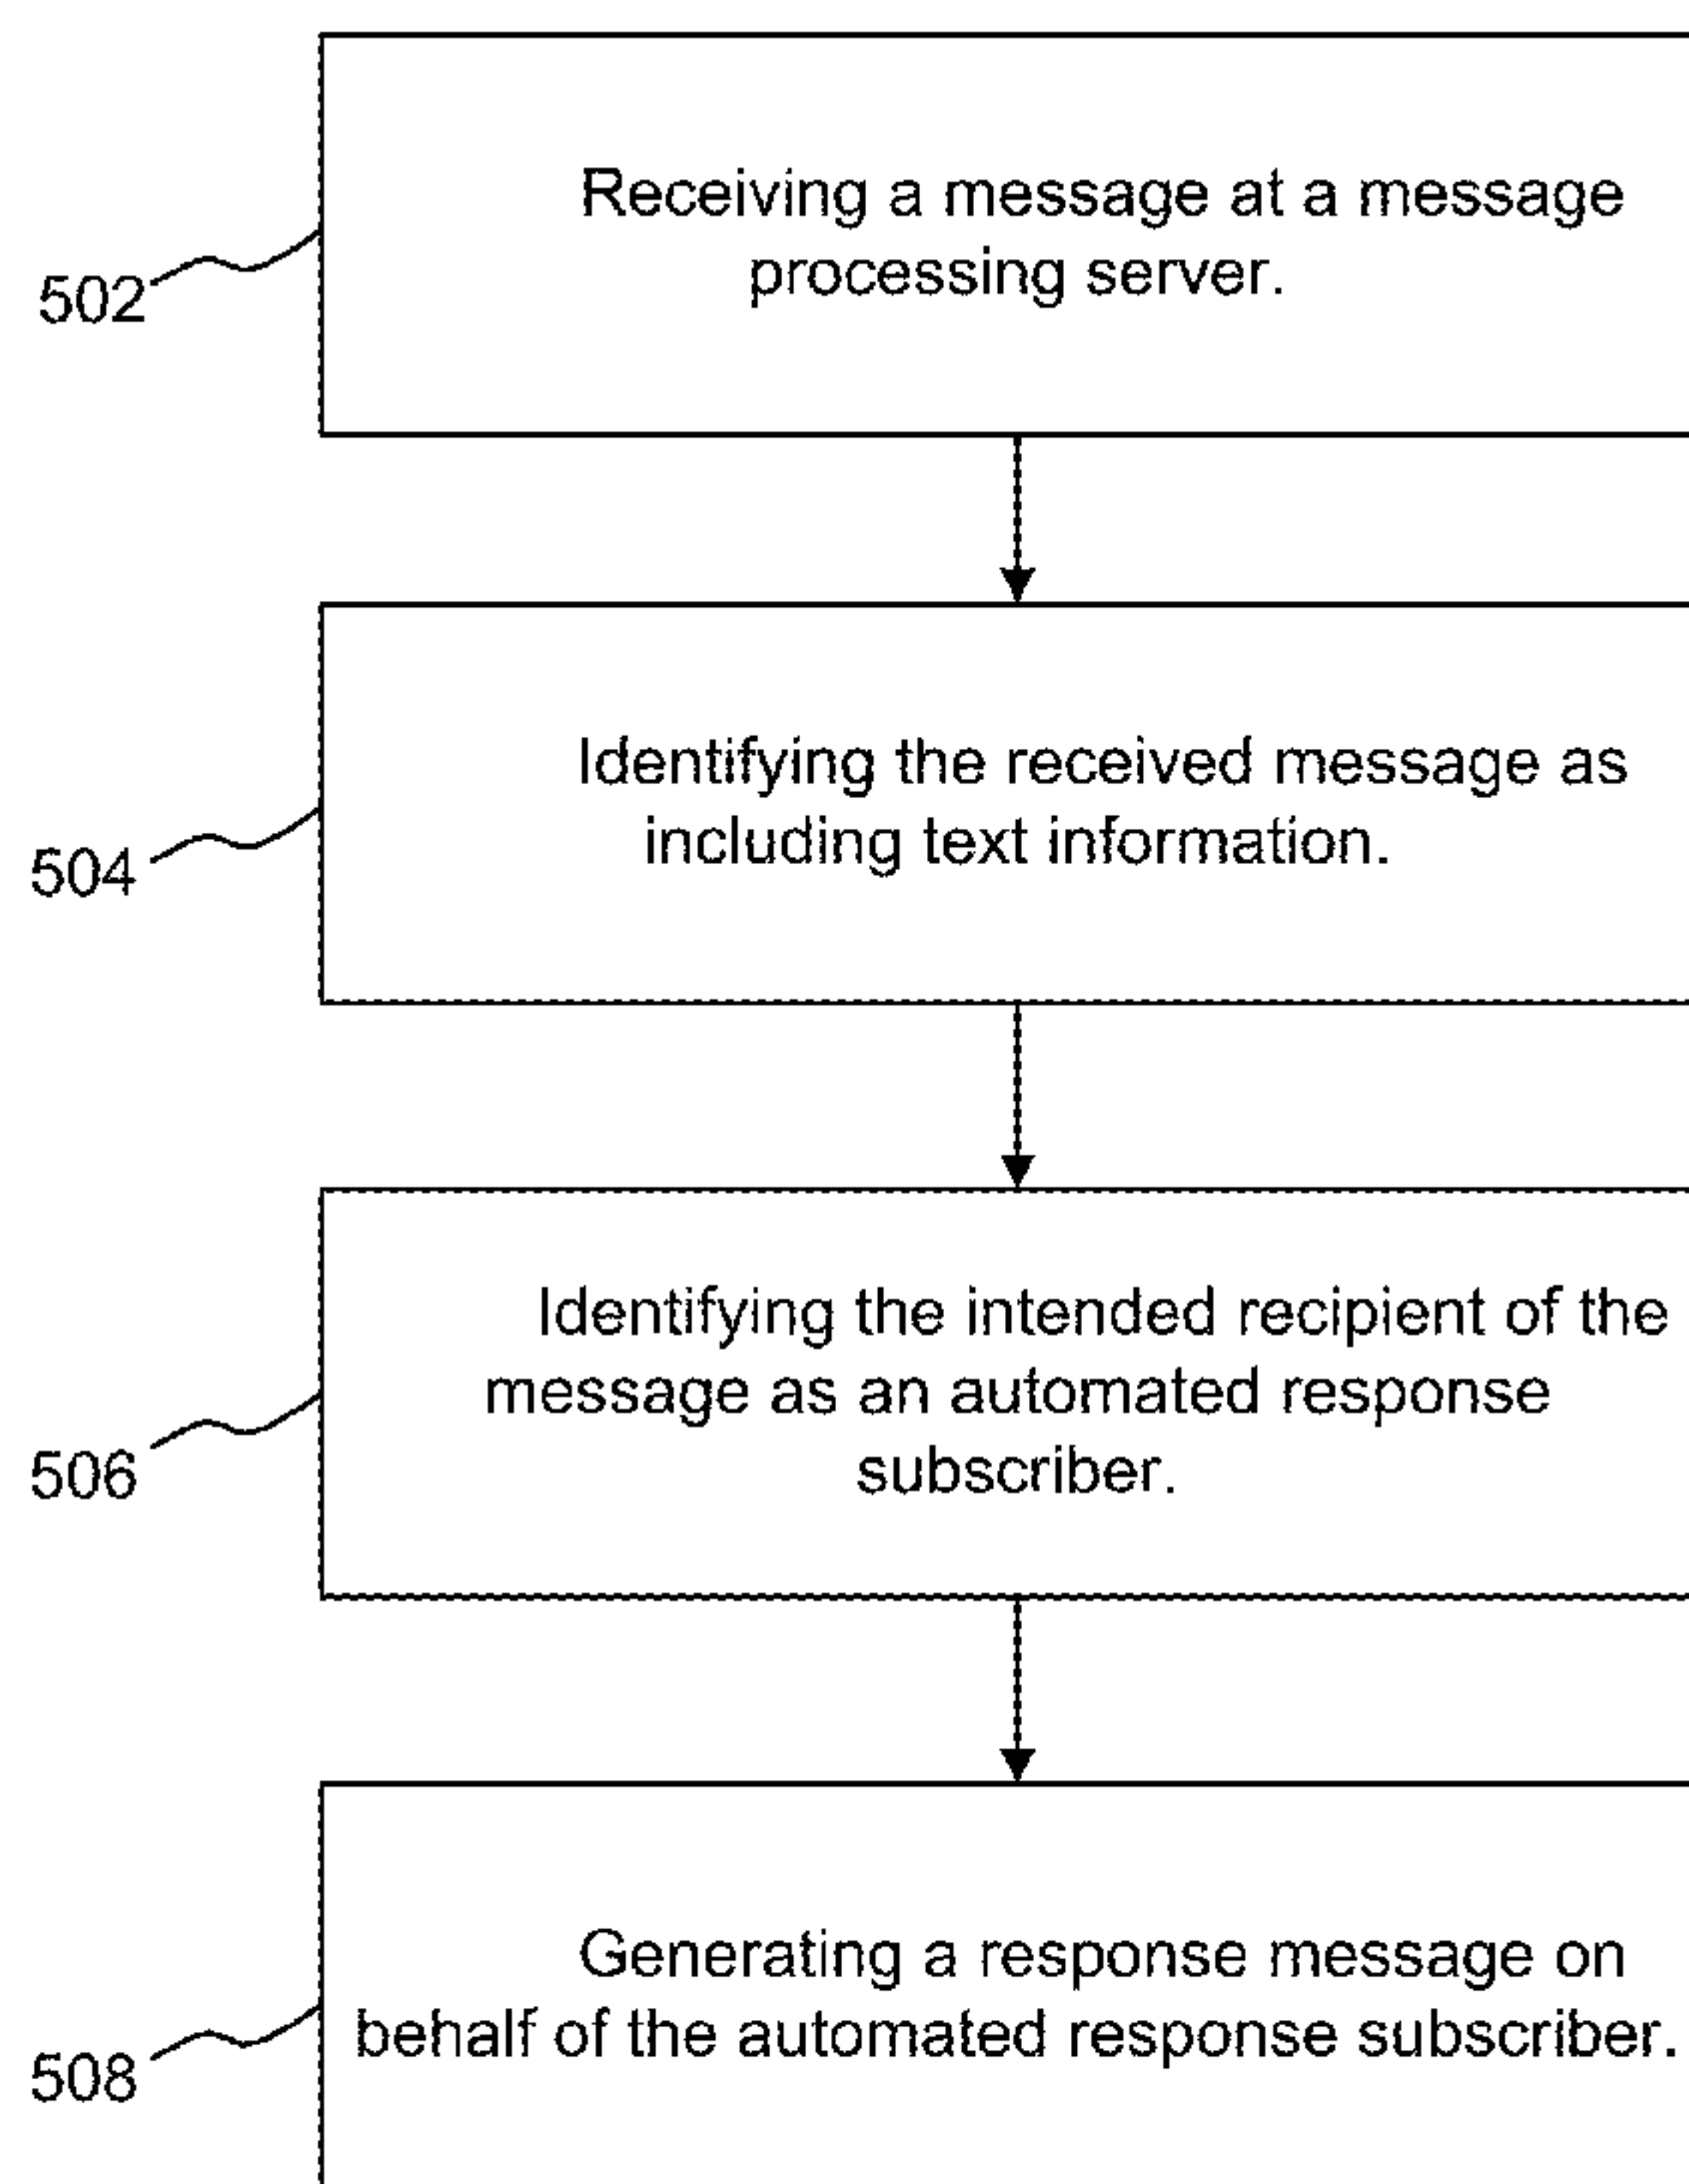 Receiving a message at a message
processing server.
502
Identifying the received message as
including text information.
504
Identifying the intended recipient of the
message as an automated response
subscriber.
506
Generating a response message on
behalf of the automated response subscriber.
508